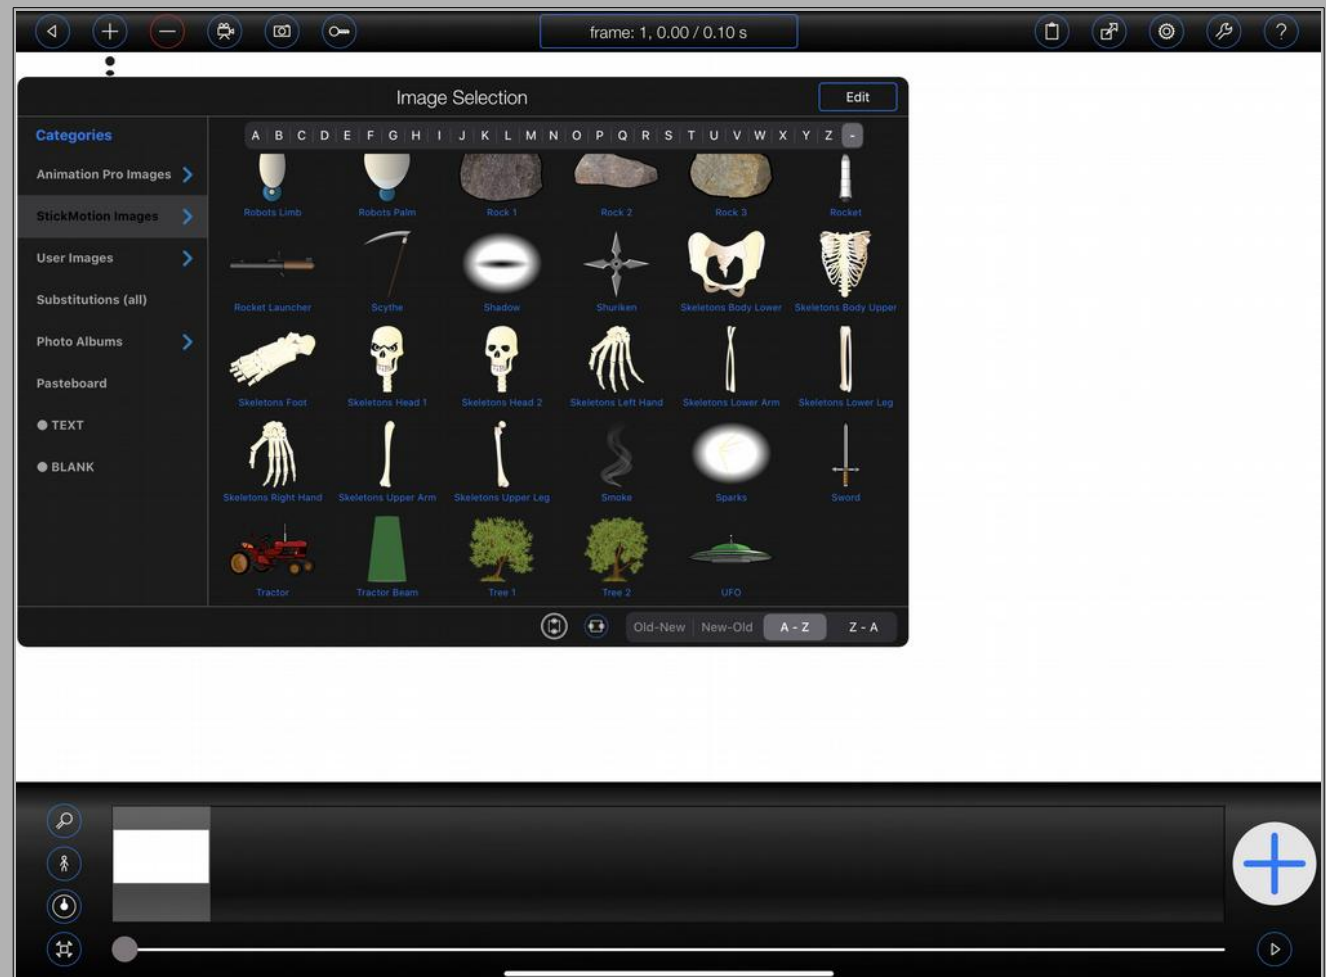 frame: 1, 0.00 / 0.10 s
Image Selection
Edit
Categories
A B C D E F G H I J K L M N O P Q R S T U V W X Y Z -
Animation Pro Images
StickMotion Images
User Images
Substitutions (all)
Photo Albums
Pasteboard
TEXT
BLANK
Robots Limb Robots Palm Rock 1 Rock 2 Rock 3 Rocket
Rocket Launcher Scythe Shadow Shuriken Skeletons Body Lower Skeletons Body Upper
Skeletons Foot Skeletons Head 1 Skeletons Head 2 Skeletons Left Hand Skeletons Lower Arm Skeletons Lower Leg
Skeletons Right Hand Skeletons Upper Arm Skeletons Upper Leg Smoke Sparks Sword
Tractor Tractor Beam Tree 1 Tree 2 UFO
Old-New New-Old A - Z Z - A